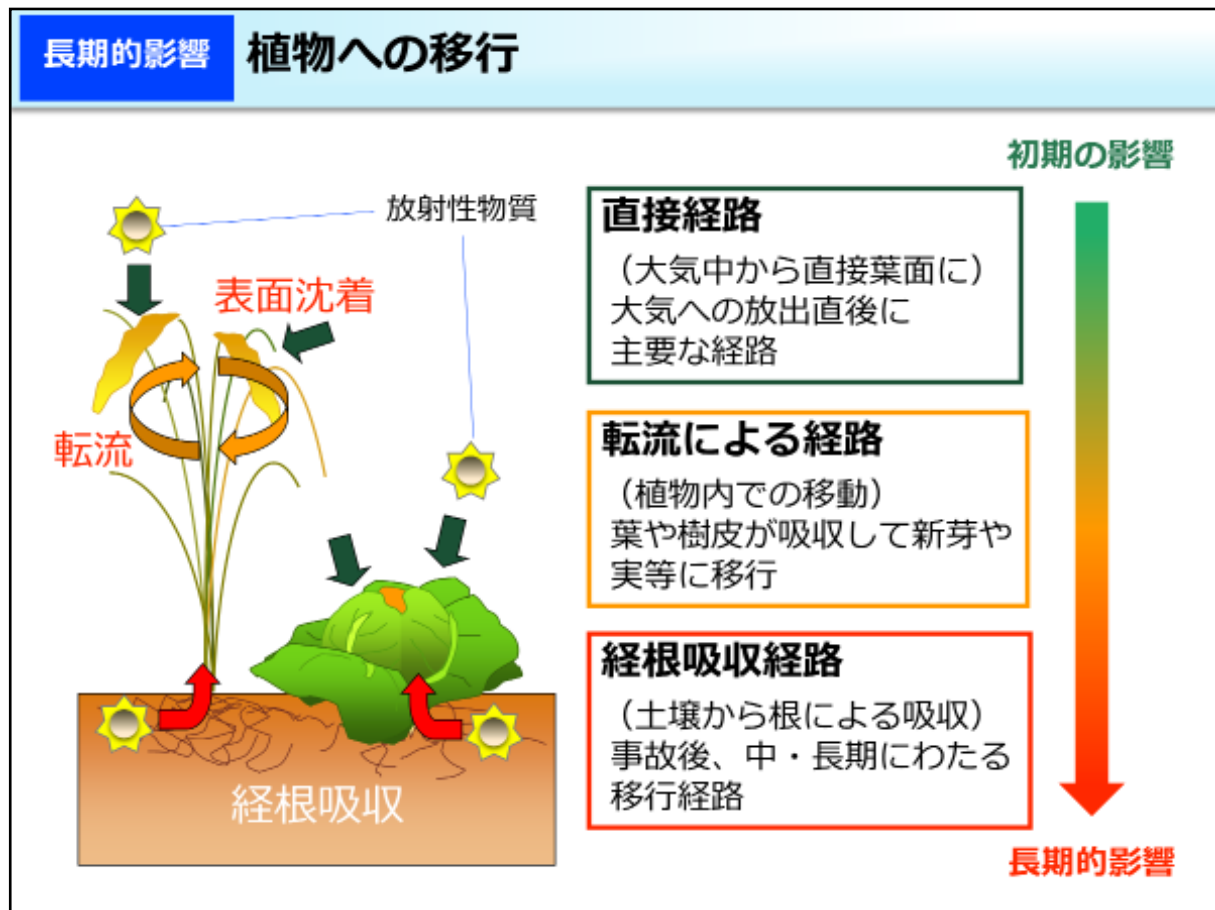 長期的影響 植物への移行
初期の影響
放射性物質
表面沈着
転流
経根吸収
直接経路
（大気中から直接葉面に）
大気への放出直後に
主要な経路
転流による経路
（植物内での移動）
葉や樹皮が吸収して新芽や
実等に移行
経根吸収経路
（土壌から根による吸収）
事故後、中・長期にわたる
移行経路
長期的影響